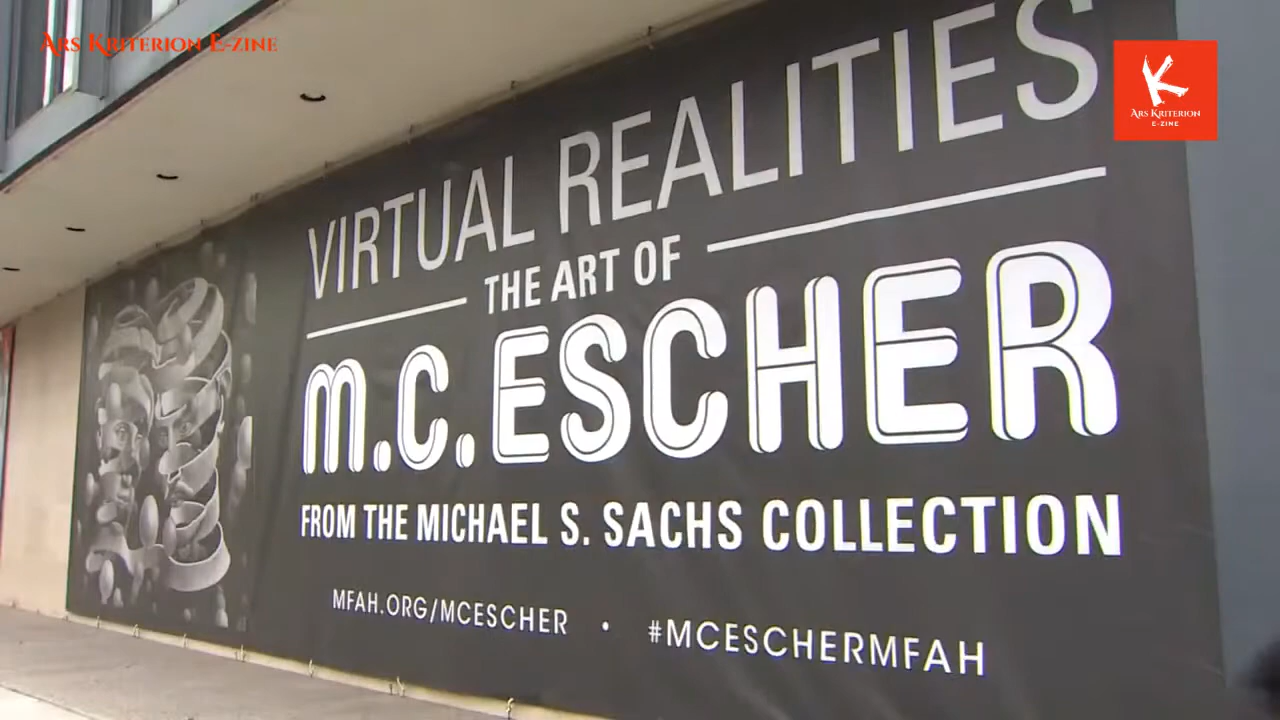 Ars Kriterion E-zine
Ars Kriterion
E-zine
VIRTUAL REALITIES
THE ART OF
M.C. ESCHER
FROM THE MICHAEL S. SACHS COLLECTION
MFAH.ORG/MCESCHER • #MCESCHERMFAH